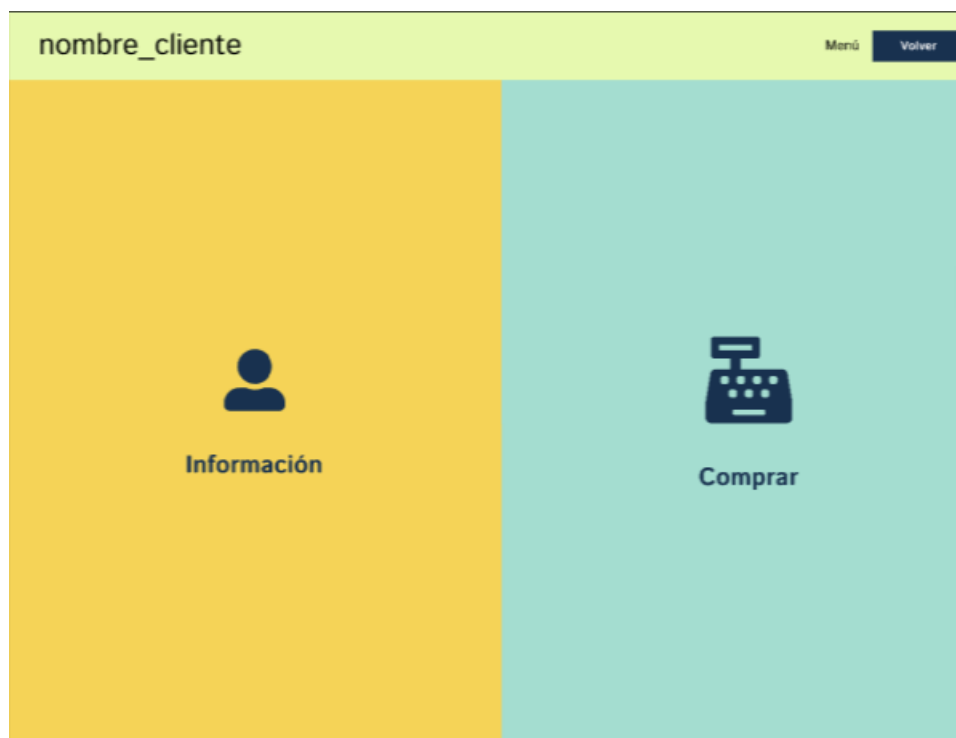 nombre_cliente
Menú
Volver
Información
Comprar